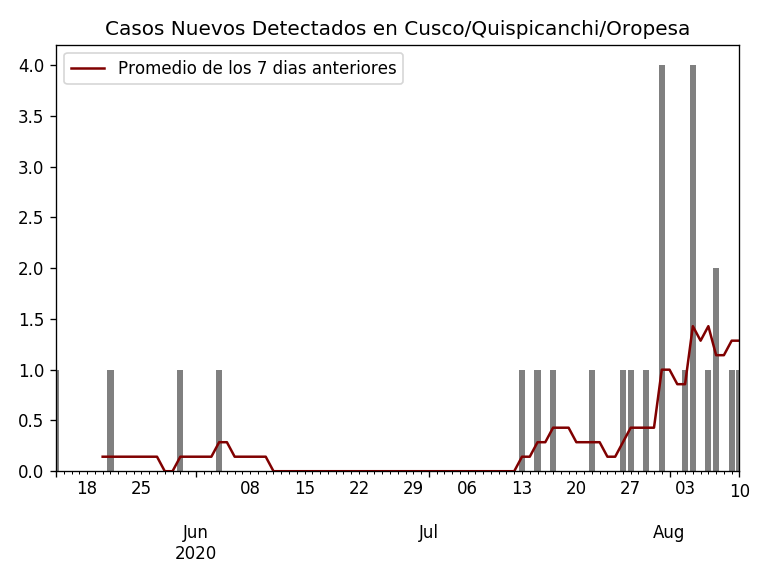 Casos Nuevos Detectados en Cusco/Quispicanchi/Oropesa
Promedio de los 7 dias anteriores
4.0
3.5
3.0
2.5
2.0
1.5
1.0
0.5
0.0
18 25 08 15 22 29 06 13 20 27 03 10
Jun Jul Aug
2020